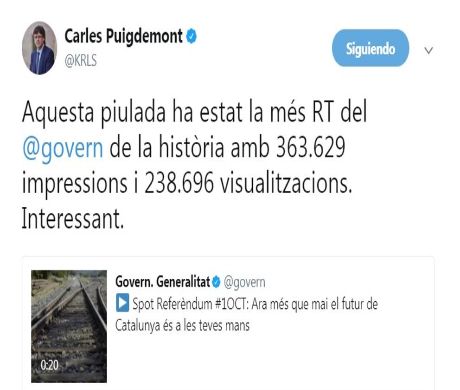 Carles Puigdemont
@KRLS
Siguiendo
Aquesta piulada ha estat la més RT del
@govern de la història amb 363.629
impressions i 238.696 visualitzacions.
Interessant.
Govern. Generalitat @govern
▶ Spot Referèndum #1OCT: Ara més que mai el futur de
Catalunya és a les teves mans
0:20